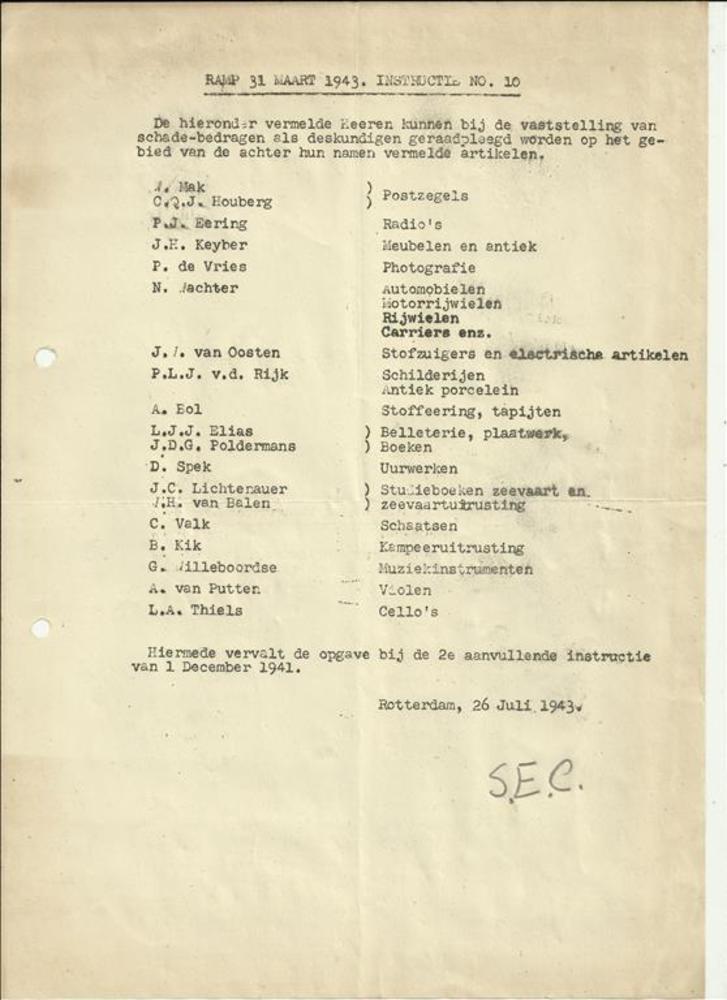 RAMP 31 MAART 1943. INSTRUCTIE NO. 10
De hieronder vermelde Heeren kunnen bij de vaststelling van
schade-bedragen als deskundigen geraadpleegd worden op het ge-
bied van de achter hun namen vermelde artikelen.
Mak )
C.Q.J. Houberg ) Postzegels
P.J. Eering Radio's
J.H. Keyber Meubelen en antiek
P. de Vries Photografie
N. Wachter Automobielen
Motorrijwielen
Rijwielen
Carriers enz.
J. van Oosten Stofzuigers en electrische artikelen
P.L.J. v.d. Rijk Schilderijen
Antiek porcelein
A. Bol Stoffeering, tapijten
L.J.J. Elias ) Belleterie, plaatwerk,
J.D.G. Poldermans ) Boeken
D. Spek Uurwerken
J.C. Lichtenauer ) Studieboeken zeevaart en
W.H. van Balen ) zeevaartuitrusting
C. Valk Schaatsen
B. Kik Kampeeruitrusting
G. Willeboordse Muziekinstrumenten
A. van Putten Violen
L.A. Thiels Cello's
Hiermede vervalt de opgave bij de 2e aanvullende instructie
van 1 December 1941.
Rotterdam, 26 Juli 1943.
S.E.C.